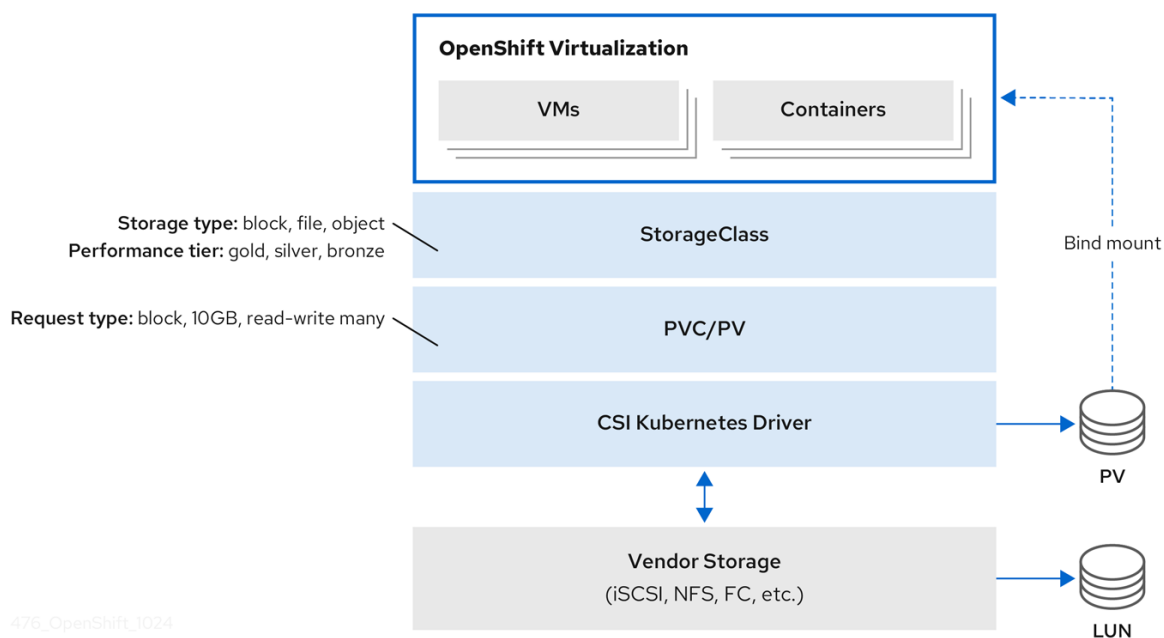 OpenShift Virtualization
VMs
Containers
Storage type: block, file, object
Performance tier: gold, silver, bronze
StorageClass
Bind mount
Request type: block, 10GB, read-write many
PVC/PV
CSI Kubernetes Driver
PV
Vendor Storage
(iSCSI, NFS, FC, etc.)
LUN
476_OpenShift_1024